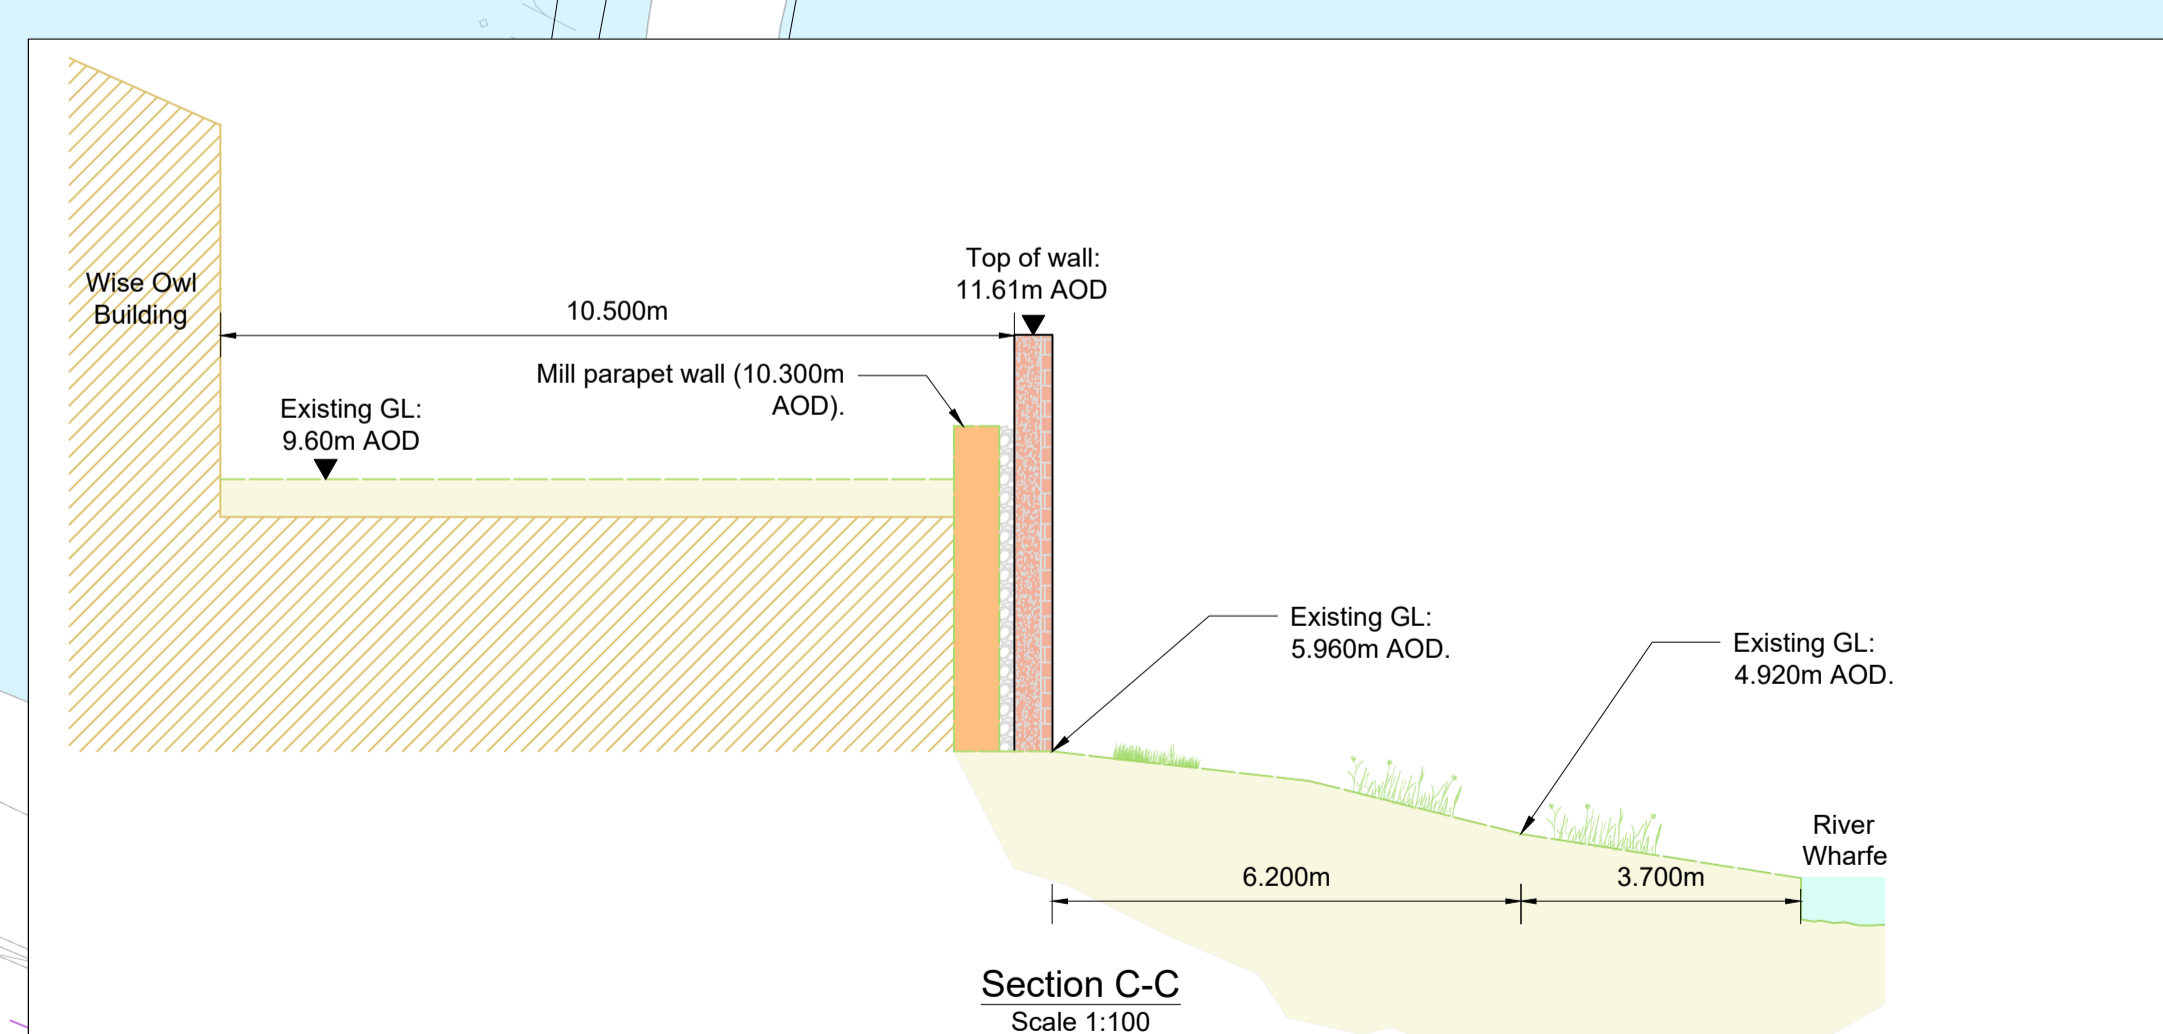 Top of wall:
11.61m AOD
Wise Owl
Building
10.500m
Mill parapet wall (10.300m
AOD).
Existing GL:
9.60m AOD
Existing GL:
5.960m AOD.
Existing GL:
4.920m AOD.
River
Wharfe
6.200m
3.700m
Section C-C
Scale 1:100